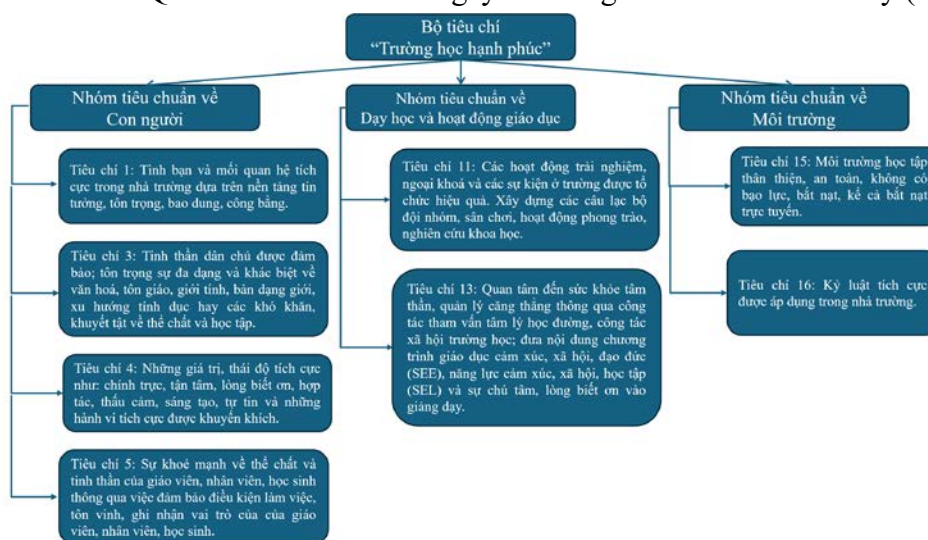 Bộ tiêu chí
“Trường học hạnh phúc”
Nhóm tiêu chuẩn về
Con người
Tiêu chí 1: Tình bạn và mối quan hệ tích
cực trong nhà trường dựa trên nền tảng tin
tưởng, tôn trọng, bao dung, công bằng.
Tiêu chí 3: Tinh thần dân chủ được đảm
bảo; tôn trọng sự đa dạng và khác biệt về
văn hoá, tôn giáo, giới tính, bản dạng giới,
xu hướng tính dục hay các khó khăn,
khuyết tật về thể chất và học tập.
Tiêu chí 4: Những giá trị, thái độ tích cực
như: chính trực, tận tâm, lòng biết ơn, hợp
tác, thấu cảm, sáng tạo, tự tin và những
hành vi tích cực được khuyến khích.
Tiêu chí 5: Sự khoẻ mạnh về thể chất và
tinh thần của giáo viên, nhân viên, học sinh
thông qua việc đảm bảo điều kiện làm việc,
tôn vinh, ghi nhận vai trò của của giáo
viên, nhân viên, học sinh.
Nhóm tiêu chuẩn về
Dạy học và hoạt động giáo dục
Tiêu chí 11: Các hoạt động trải nghiệm,
ngoại khoá và các sự kiện ở trường được tổ
chức hiệu quả. Xây dựng các câu lạc bộ
đội nhóm, sân chơi, hoạt động phong trào,
nghiên cứu khoa học.
Tiêu chí 13: Quan tâm đến sức khỏe tâm
thần, quản lý căng thẳng thông qua công
tác tham vấn tâm lý học đường, công tác
xã hội trường học; đưa nội dung chương
trình giáo dục cảm xúc, xã hội, đạo đức
(SEE), năng lực cảm xúc, xã hội, học tập
(SEL) và sự chú tâm, lòng biết ơn vào
giảng dạy.
Nhóm tiêu chuẩn về
Môi trường
Tiêu chí 15: Môi trường học tập
thân thiện, an toàn, không có
bạo lực, bắt nạt, kể cả bắt nạt
trực tuyến.
Tiêu chí 16: Kỷ luật tích cực
được áp dụng trong nhà trường.